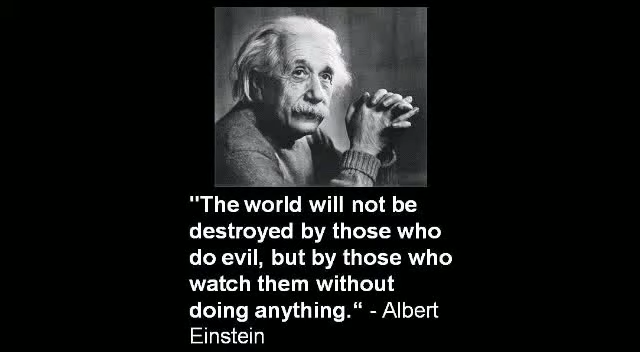 "The world will not be
destroyed by those who
do evil, but by those who
watch them without
doing anything.“ - Albert
Einstein